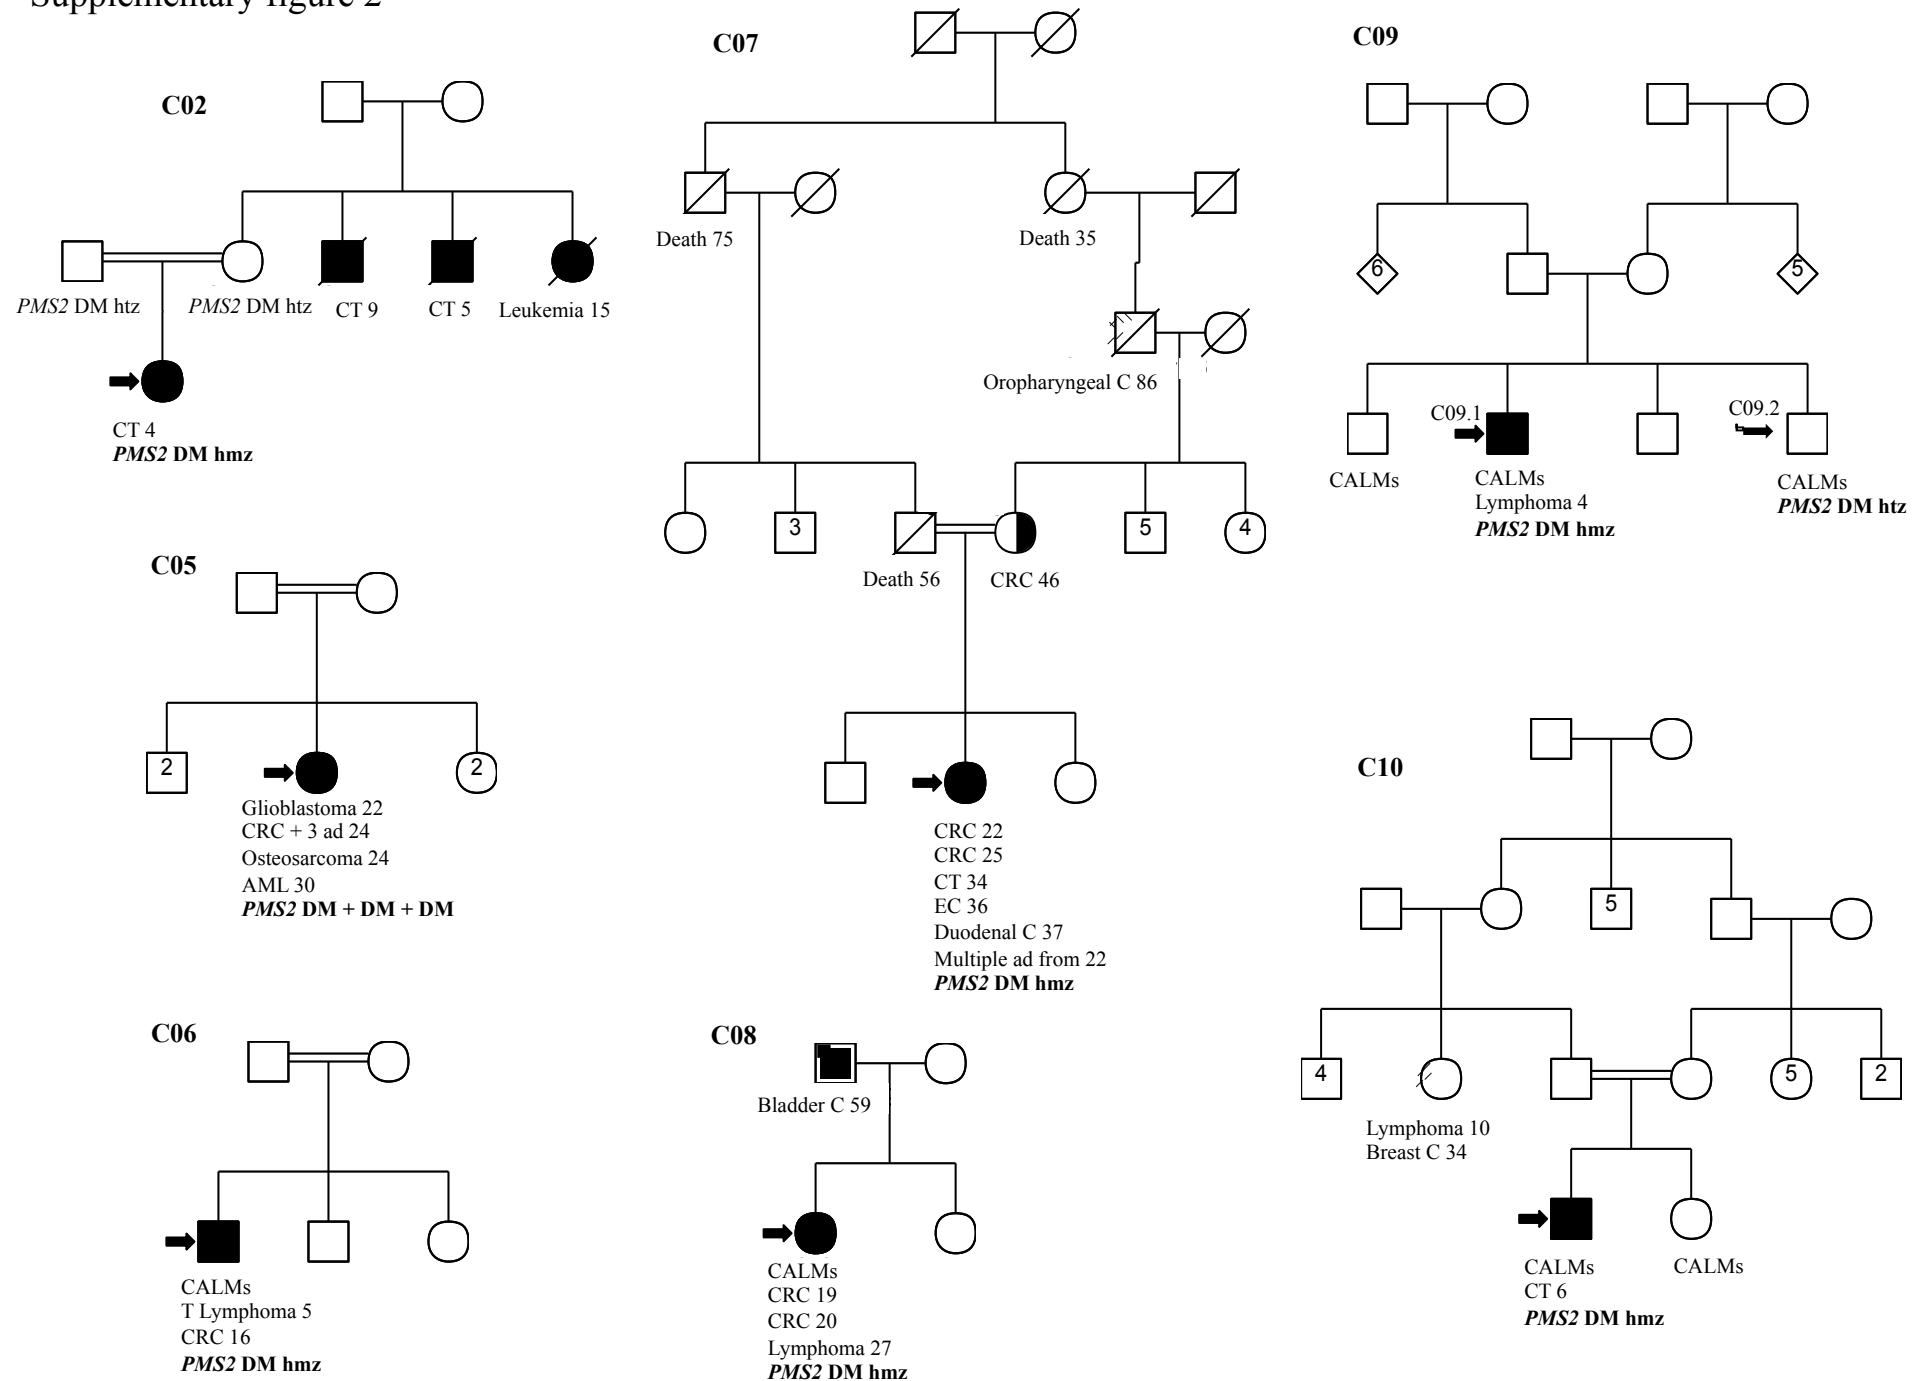 Supplementary figure 2
C02
PMS2 DM htz
PMS2 DM htz
CT 9
CT 5
Leukemia 15
CT 4
PMS2 DM hmz
C05
2
2
Glioblastoma 22
CRC + 3 ad 24
Osteosarcoma 24
AML 30
PMS2 DM + DM + DM
C06
CALMs
T Lymphoma 5
CRC 16
PMS2 DM hmz
C07
Death 75
Death 35
Oropharyngeal C 86
3
5
4
Death 56
CRC 46
CRC 22
CRC 25
CT 34
EC 36
Duodenal C 37
Multiple ad from 22
PMS2 DM hmz
C08
Bladder C 59
CALMs
CRC 19
CRC 20
Lymphoma 27
PMS2 DM hmz
C09
6
5
C09.1
C09.2
CALMs
CALMs
Lymphoma 4
PMS2 DM hmz
CALMs
PMS2 DM htz
C10
5
4
5
2
Lymphoma 10
Breast C 34
CALMs
CT 6
PMS2 DM hmz
CALMs